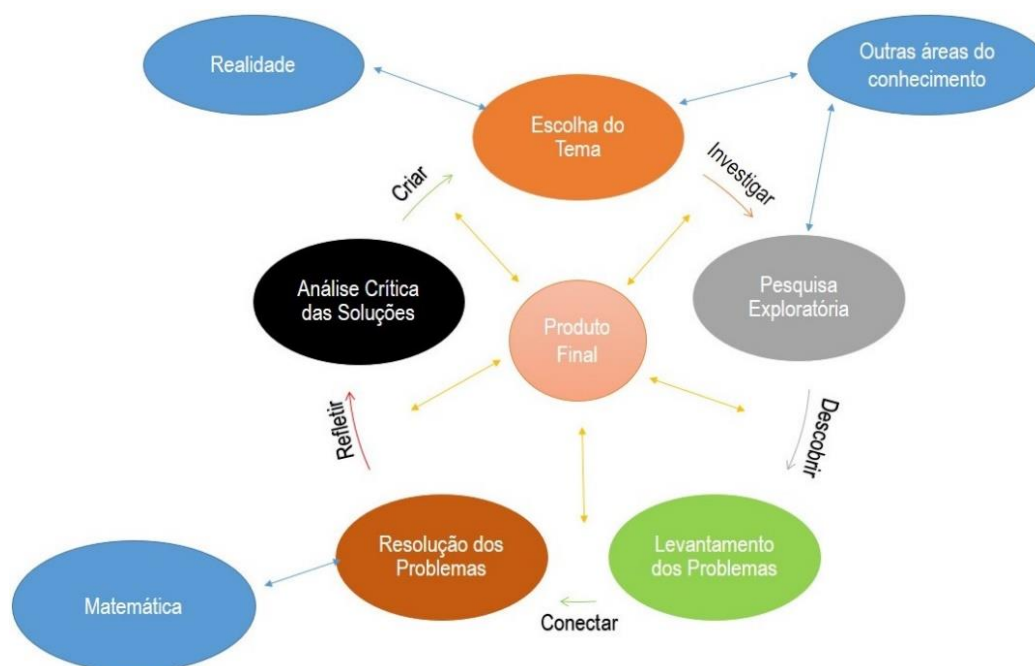 Realidade
Outras áreas do
conhecimento
Escolha do
Tema
Criar
Investigar
Análise Crítica
das Soluções
Pesquisa
Exploratória
Produto
Final
Refletir
Descobrir
Resolução dos
Problemas
Levantamento
dos Problemas
Matemática
Conectar